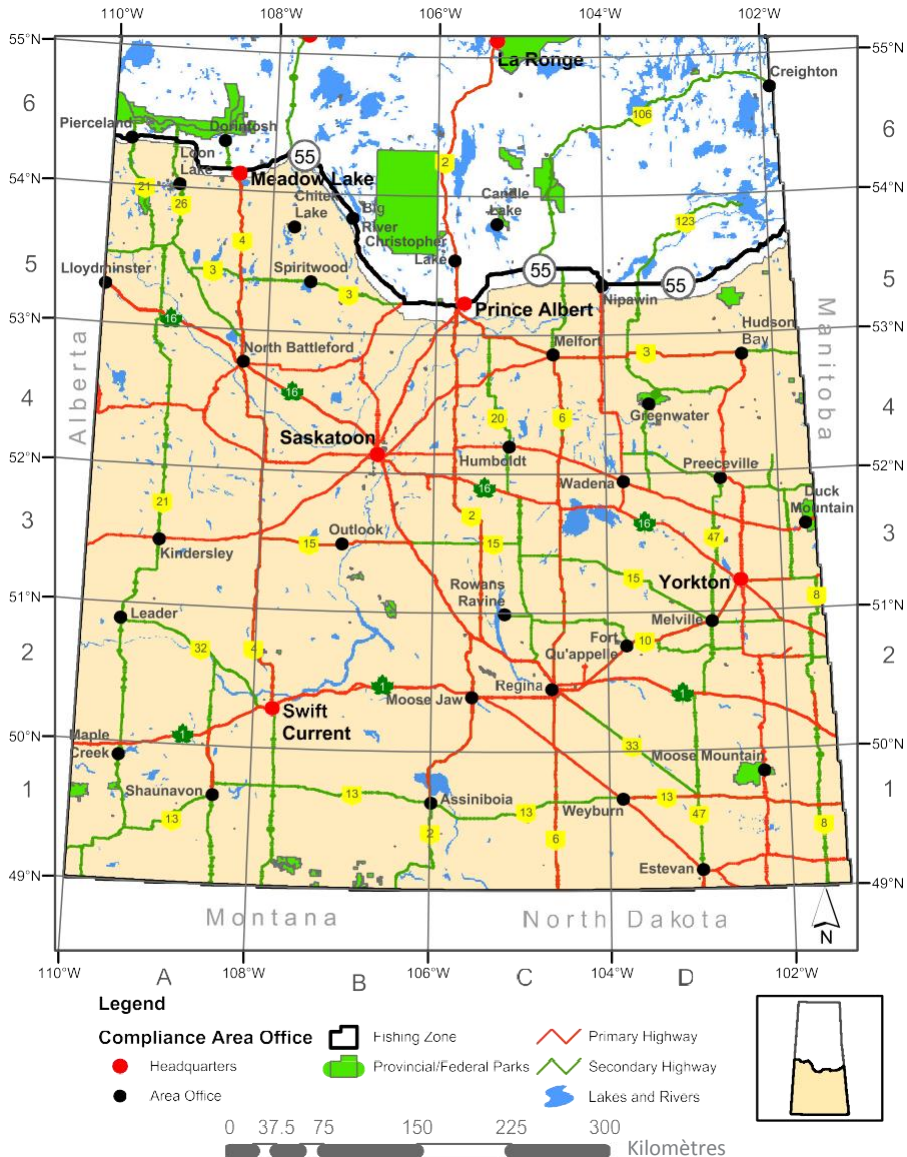 110°W 108°W 106°W 104°W 102°W
55°N 55°N
La Ronge
Creighton
6 6
106
Pierceland
Dorintosh
55
2
Loon
Lake
54°N 54°N
Meadow Lake
21
26
Chitek
Lake
Candle
Lake
Big
River
123
4
Christopher
Lake
5 5
Lloydminster
3
Spiritwood
3
55
55
Nipawin
Prince Albert
53°N 53°N
16
Hudson
Bay
Melfort
3
North Battleford
Alberta
Manitoba
16
4 4
Greenwater
20
6
Saskatoon
Humboldt
52°N 52°N
Preeceville
Wadena
16
Duck
Mountain
21
2
16
3 3
Outlook
15
15
47
Kindersley
Rowans
Ravine
15
Yorkton
51°N 51°N
8
Leader
Melville
Fort
Qu'appelle
10
2 2
32
4
1
Regina
1
Moose Jaw
Swift
Current
1
50°N 50°N
Maple
Creek
33
Moose Mountain
1 1
Shaunavon
13
13
13
13
Assiniboia
Weyburn
47
2
6
8
Estevan
49°N 49°N
Montana
North Dakota
N
110°W 108°W 106°W 104°W 102°W
A B C D
Legend
Compliance Area Office
Headquarters
Area Office
Fishing Zone
Provincial/Federal Parks
Primary Highway
Secondary Highway
Lakes and Rivers
0 37.5 75 150 225 300
Kilomètres